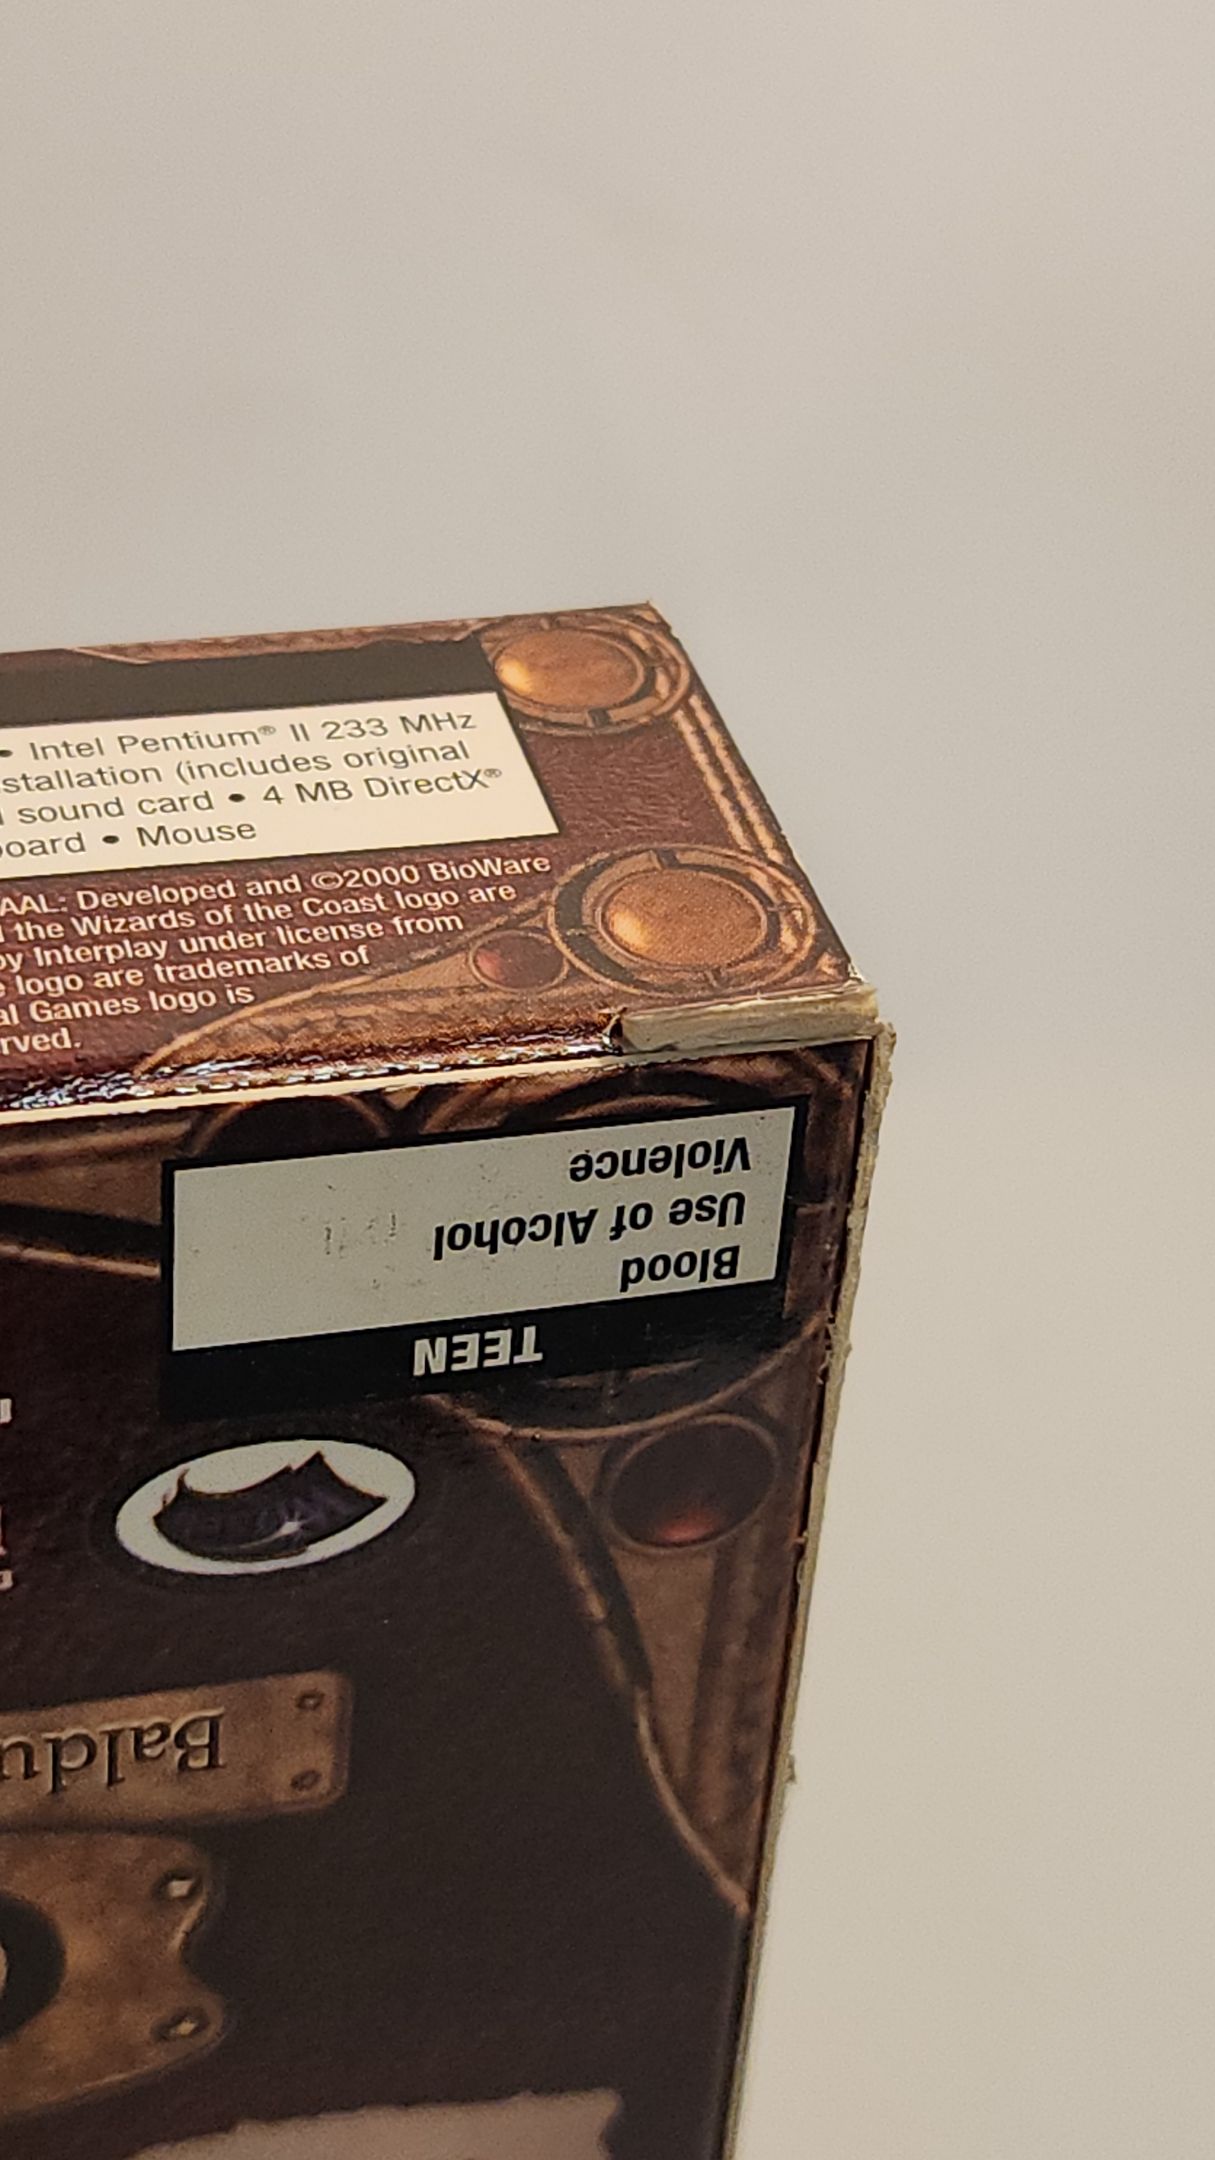 • Intel Pentium® II 233 MHz
stallation (includes original
sound card • 4 MB DirectX®
board • Mouse
AAL: Developed and ©2000 BioWare
the Wizards of the Coast logo are
by Interplay under license from
logo are trademarks of
al Games logo is
rved.
Violence
Use of Alcohol
Blood
TEEN
Baldu